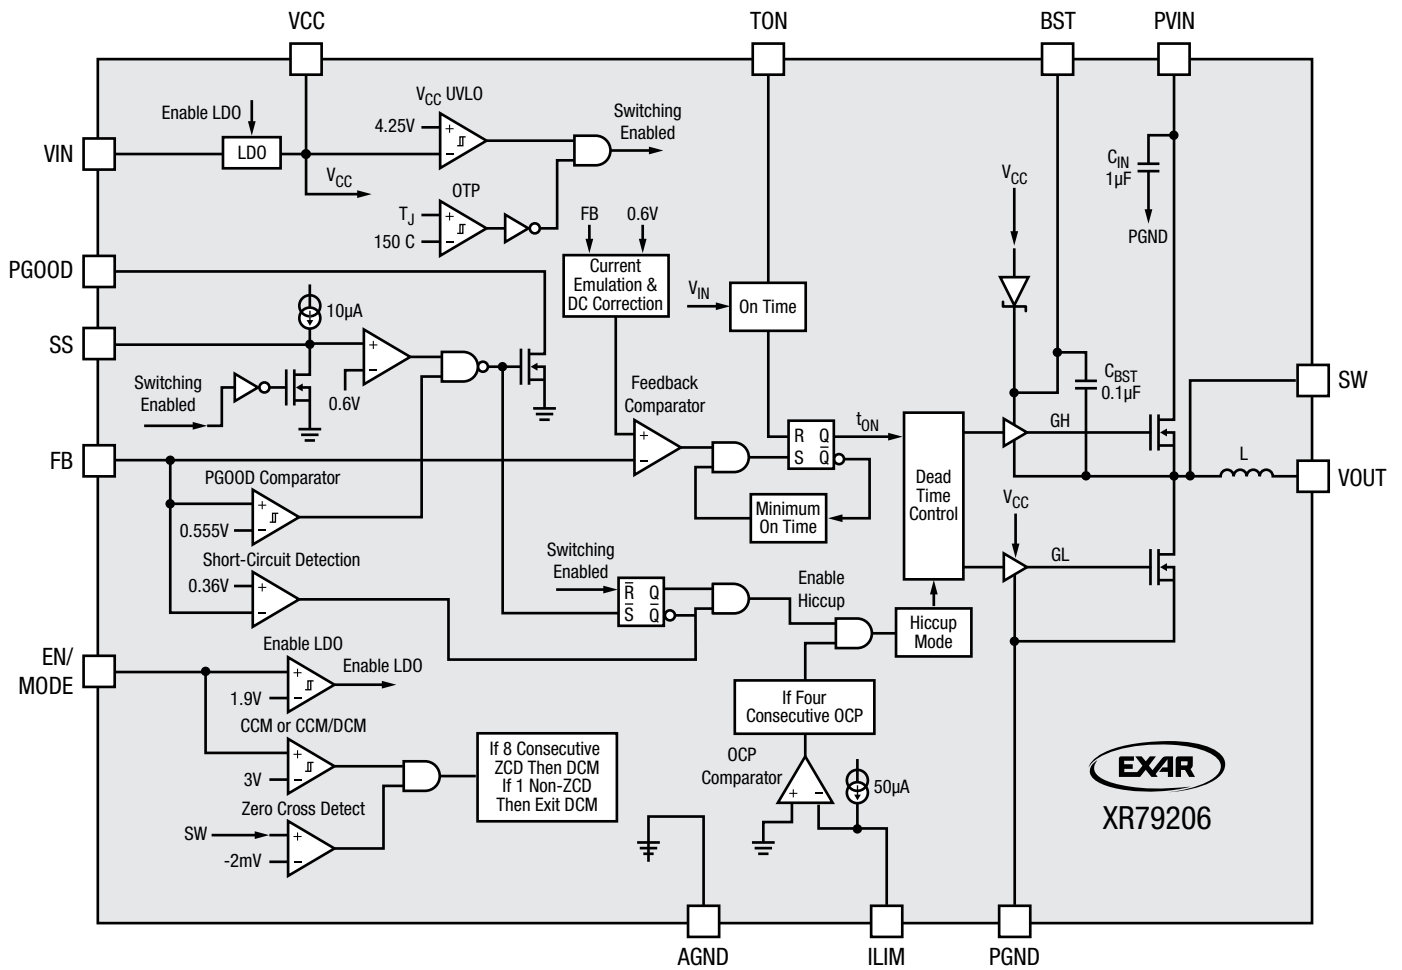 VCC
TON
BST
PVIN
VIN
Enable LDO
LDO
VCC
VCC UVLO
4.25V
+
−
Switching
Enabled
OTP
TJ
150 C
+
−
FB
0.6V
Current
Emulation &
DC Correction
VIN
On Time
VCC
CIN
1µF
PGND
PGOOD
SS
10µA
+
−
0.6V
Switching
Enabled
Feedback
Comparator
+
−
R Q
S Q̅
tON
Dead
Time
Control
GH
CBST
0.1µF
SW
L
VOUT
FB
PGOOD Comparator
+
−
0.555V
Minimum
On Time
VCC
GL
Short-Circuit Detection
0.36V
+
−
Switching
Enabled
R̅ Q
S̅ Q̅
Enable
Hiccup
Hiccup
Mode
EN/
MODE
Enable LDO
+
−
1.9V
Enable LDO
CCM or CCM/DCM
+
−
3V
If 8 Consecutive
ZCD Then DCM
If 1 Non-ZCD
Then Exit DCM
Zero Cross Detect
SW
+
−
-2mV
If Four
Consecutive OCP
OCP
Comparator
+ −
50µA
EXAR
XR79206
AGND
ILIM
PGND